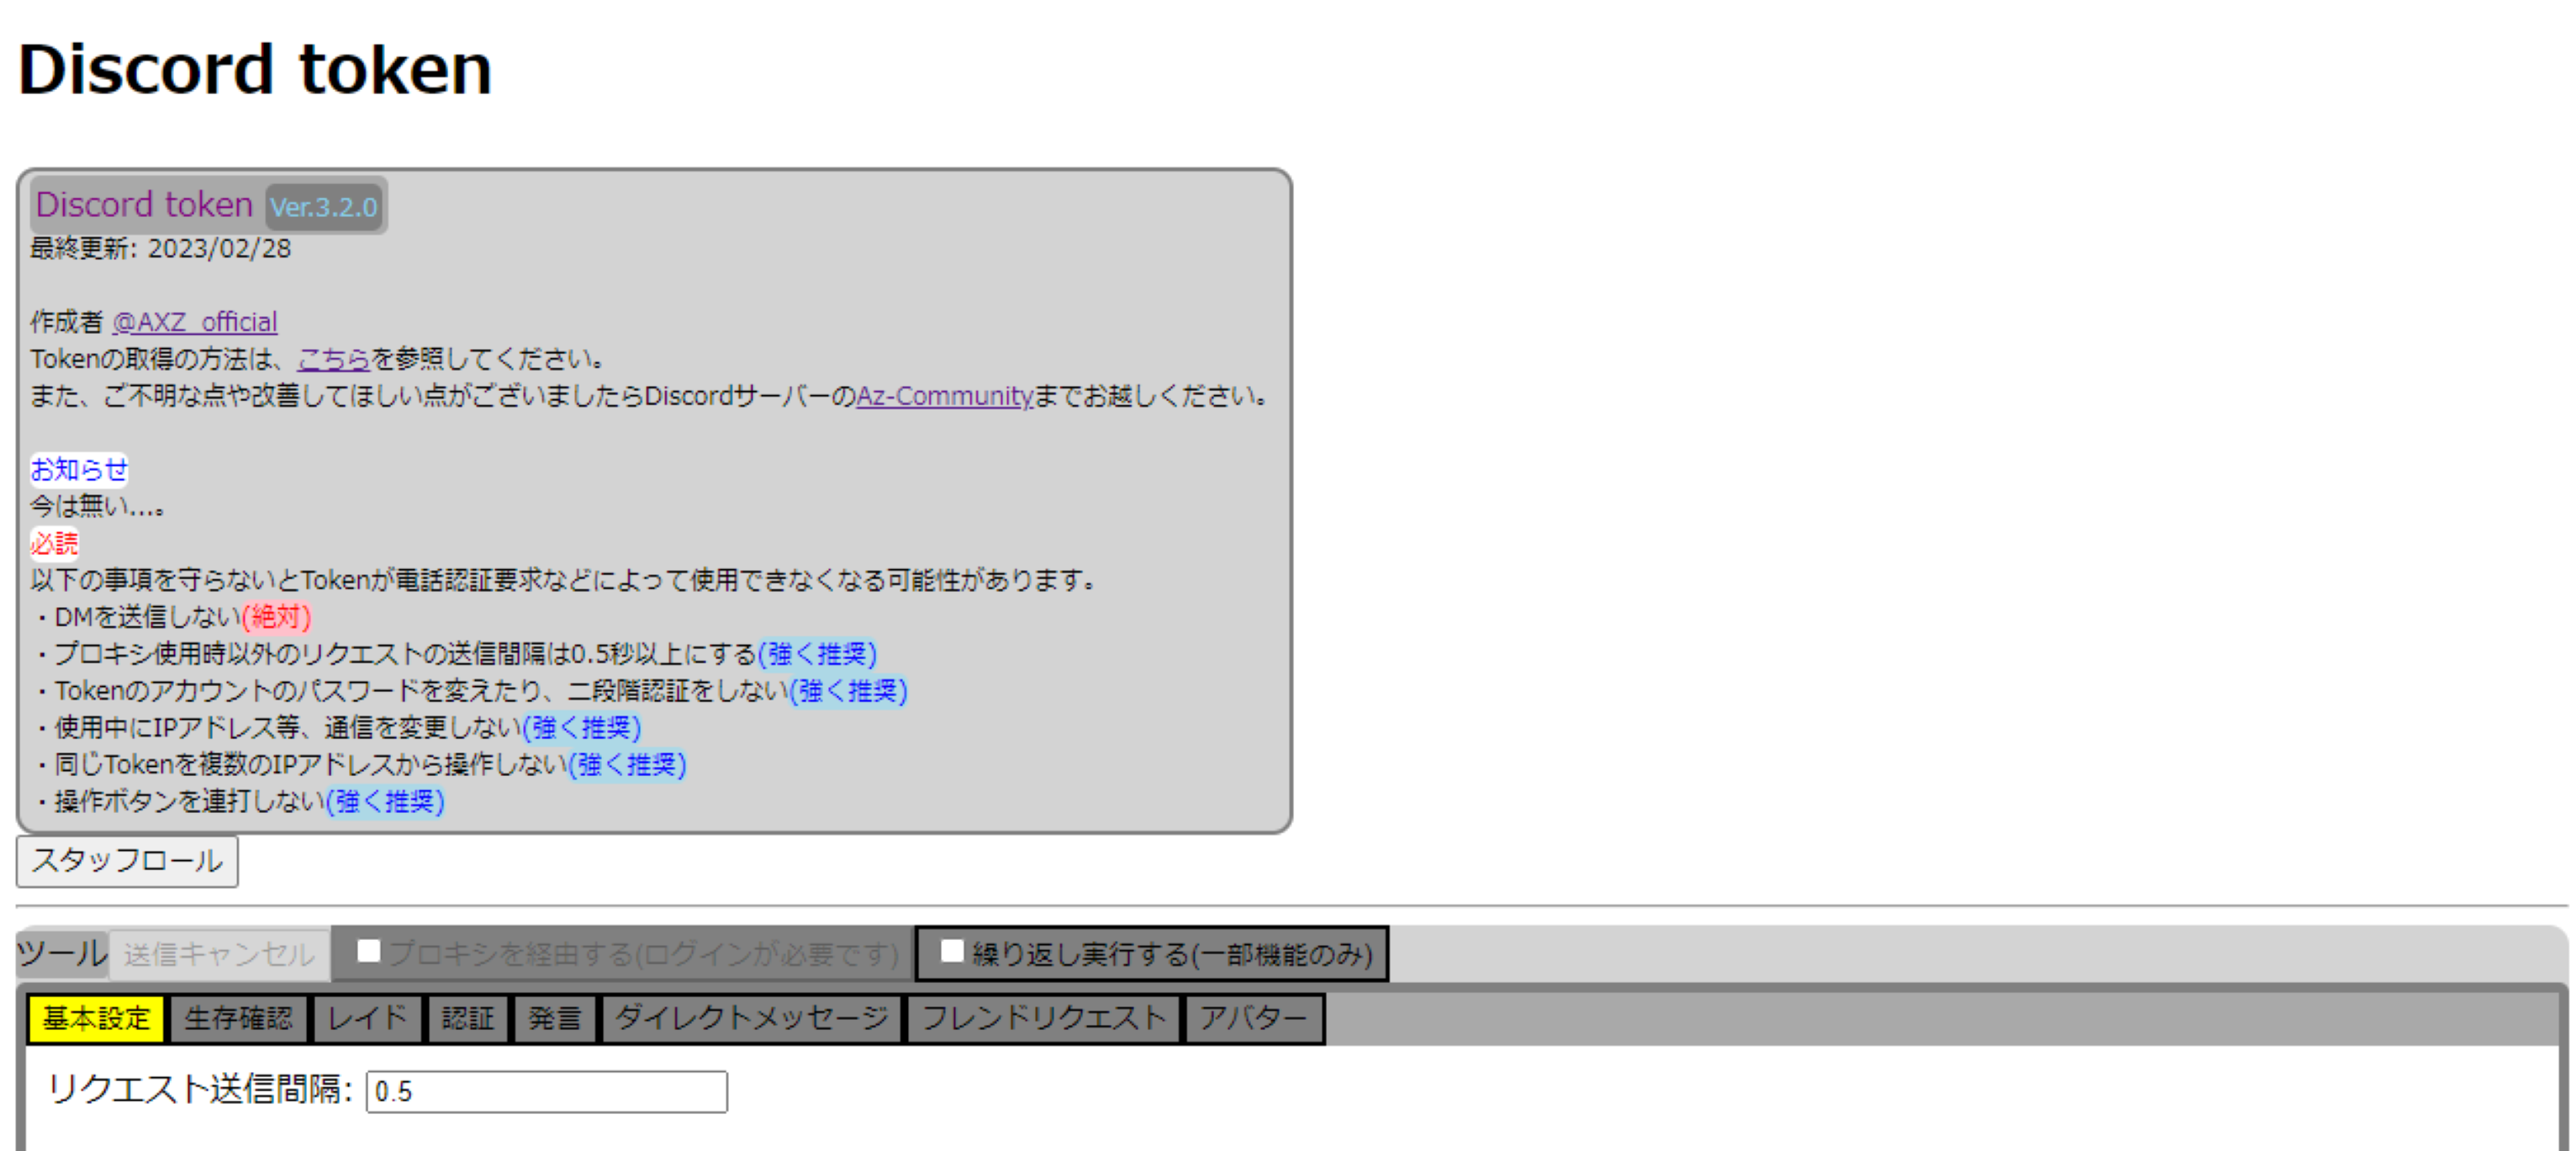 Discord token
Discord token Ver.3.2.0
最終更新: 2023/02/28
作成者 @AXZ_official
Tokenの取得の方法は、こちらを参照してください。
また、ご不明な点や改善してほしい点がございましたらDiscordサーバーのAz-Communityまでお越しください。
お知らせ
今は無い...。
必読
以下の事項を守らないとTokenが電話認証要求などによって使用できなくなる可能性があります。
・DMを送信しない(絶対)
・プロキシ使用時以外のリクエストの送信間隔は0.5秒以上にする(強く推奨)
・Tokenのアカウントのパスワードを変えたり、二段階認証をしない(強く推奨)
・使用中にIPアドレス等、通信を変更しない(強く推奨)
・同じTokenを複数のIPアドレスから操作しない(強く推奨)
・操作ボタンを連打しない(強く推奨)
スタッフロール
ツール 送信キャンセル プロキシを経由する(ログインが必要です) 繰り返し実行する(一部機能のみ)
基本設定 生存確認 レイド 認証 発言 ダイレクトメッセージ フレンドリクエスト アバター
リクエスト送信間隔: 0.5